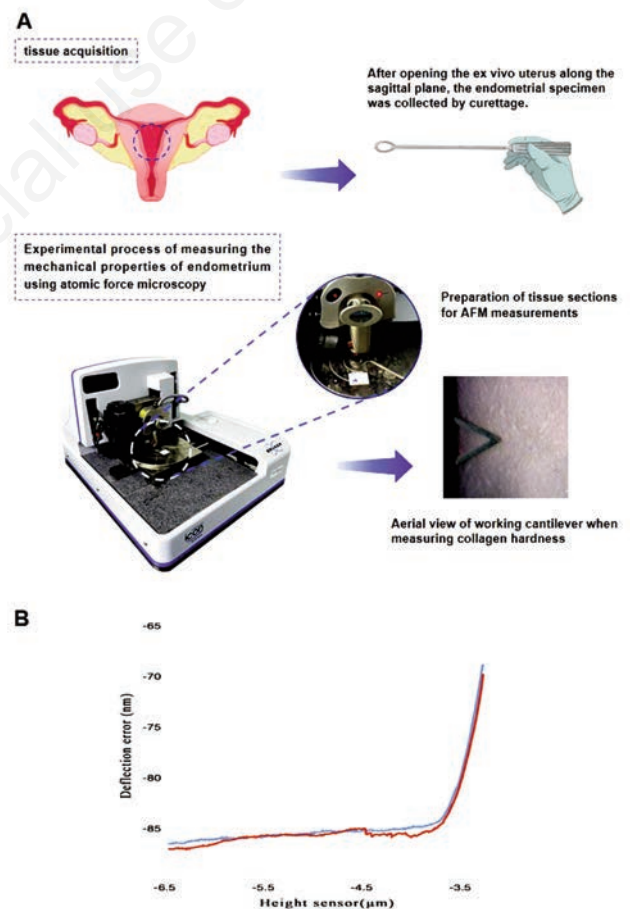 A
tissue acquisition
After opening the ex vivo uterus along the
sagittal plane, the endometrial specimen
was collected by curettage.
Experimental process of measuring the
mechanical properties of endometrium
using atomic force microscopy
Preparation of tissue sections
for AFM measurements
Aerial view of working cantilever when
measuring collagen hardness
B
-65
-70
-75
-80
-85
Deflection error (nm)
-6.5
-5.5
-4.5
-3.5
Height sensor(μm)